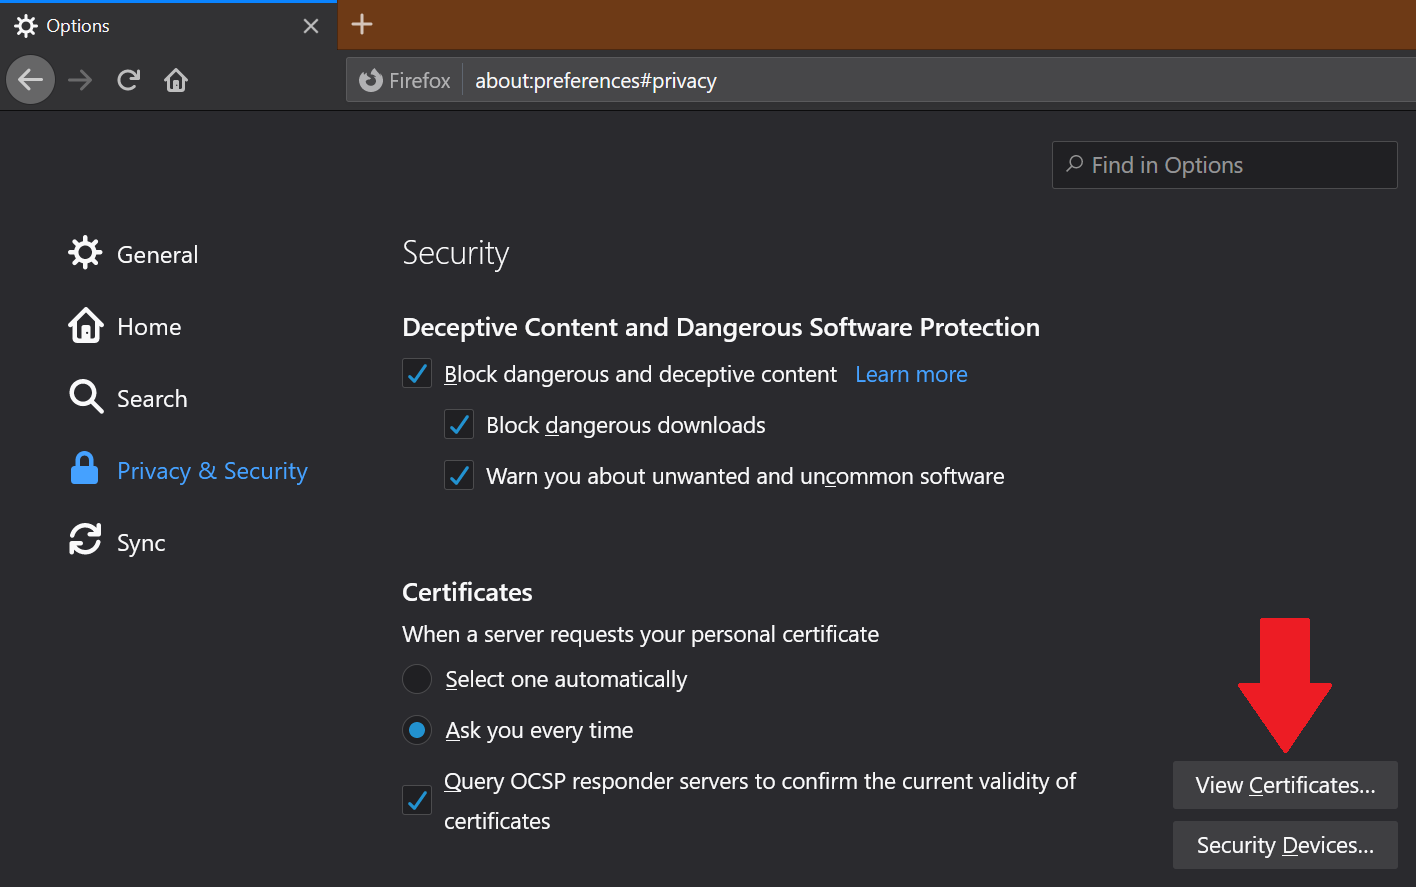 Options
Firefox about:preferences#privacy
Find in Options
General
Home
Search
Privacy & Security
Sync
Security
Deceptive Content and Dangerous Software Protection
Block dangerous and deceptive content Learn more
Block dangerous downloads
Warn you about unwanted and uncommon software
Certificates
When a server requests your personal certificate
Select one automatically
Ask you every time
Query OCSP responder servers to confirm the current validity of
certificates
View Certificates...
Security Devices...